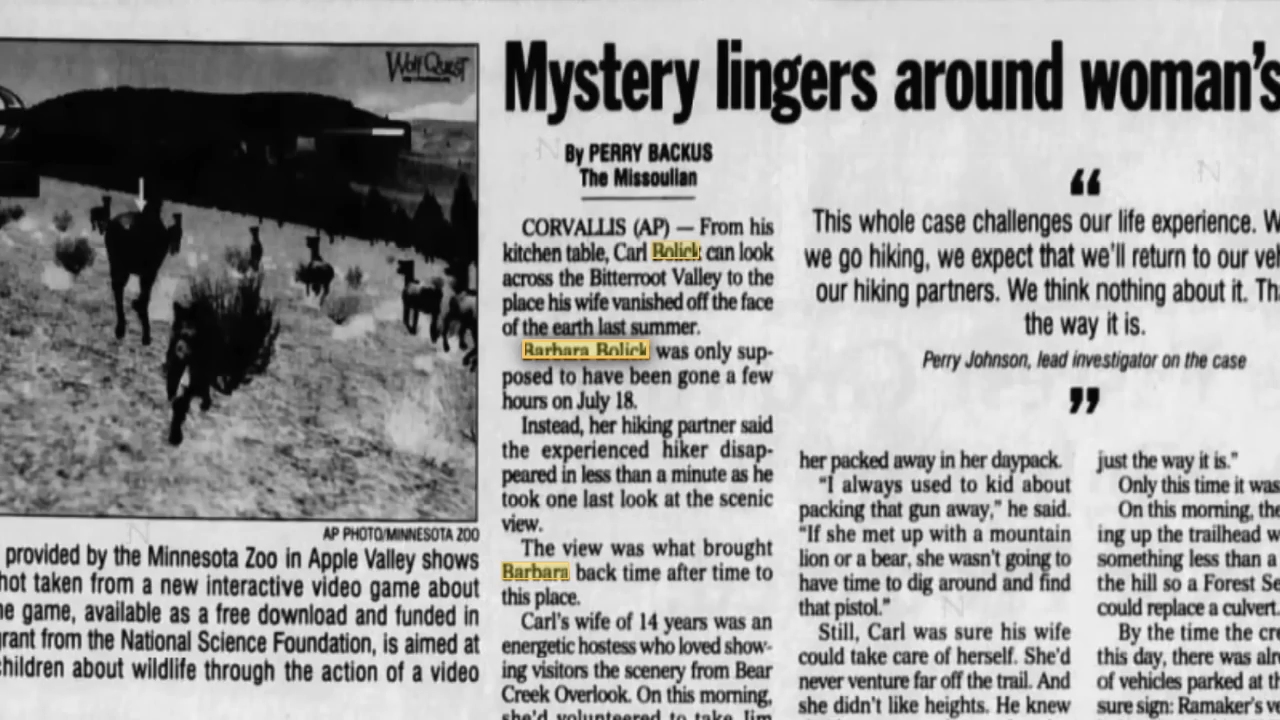 Wolf Quest
Mystery lingers around woman's
By PERRY BACKUS
The Missoulian
CORVALLIS (AP) — From his
kitchen table, Carl Bolick can look
across the Bitterroot Valley to the
place his wife vanished off the face
of the earth last summer.
Barbara Bolick was only sup-
posed to have been gone a few
hours on July 18.
Instead, her hiking partner said
the experienced hiker disap-
peared in less than a minute as he
took one last look at the scenic
view.
The view was what brought
Barbara back time after time to
this place.
Carl's wife of 14 years was an
energetic hostess who loved show-
ing visitors the scenery from Bear
Creek Overlook. On this morning,
she'd volunteered to take Jim
“
This whole case challenges our life experience. W
we go hiking, we expect that we'll return to our veh
our hiking partners. We think nothing about it. Tha
the way it is.
Perry Johnson, lead investigator on the case
”
her packed away in her daypack.
"I always used to kid about
packing that gun away," he said.
"If she met up with a mountain
lion or a bear, she wasn't going to
have time to dig around and find
that pistol."
Still, Carl was sure his wife
could take care of herself. She'd
never venture far off the trail. And
she didn't like heights. He knew
just the way it is."
Only this time it was
On this morning, the
ing up the trailhead w
something less than a
the hill so a Forest Se
could replace a culvert.
By the time the cre
this day, there was alr
of vehicles parked at th
sure sign: Ramaker's ve
AP PHOTO/MINNESOTA ZOO
provided by the Minnesota Zoo in Apple Valley shows
hot taken from a new interactive video game about
he game, available as a free download and funded in
grant from the National Science Foundation, is aimed at
children about wildlife through the action of a video